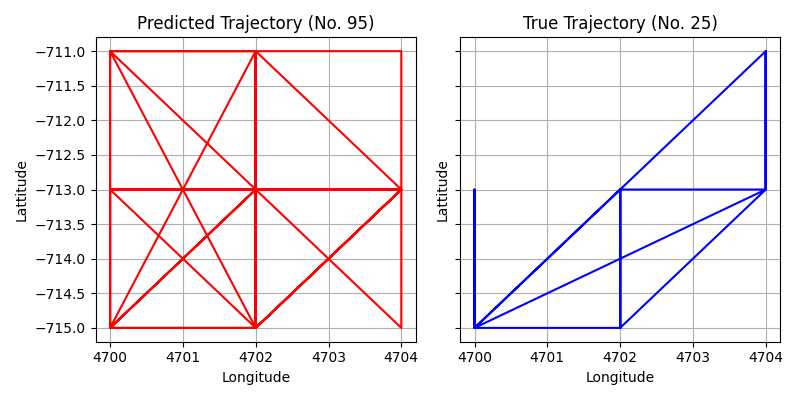 Predicted Trajectory (No. 95)
True Trajectory (No. 25)
−711.0
−711.5
−712.0
−712.5
−713.0
−713.5
−714.0
−714.5
−715.0
Lattitude
Lattitude
4700 4701 4702 4703 4704
4700 4701 4702 4703 4704
Longitude
Longitude